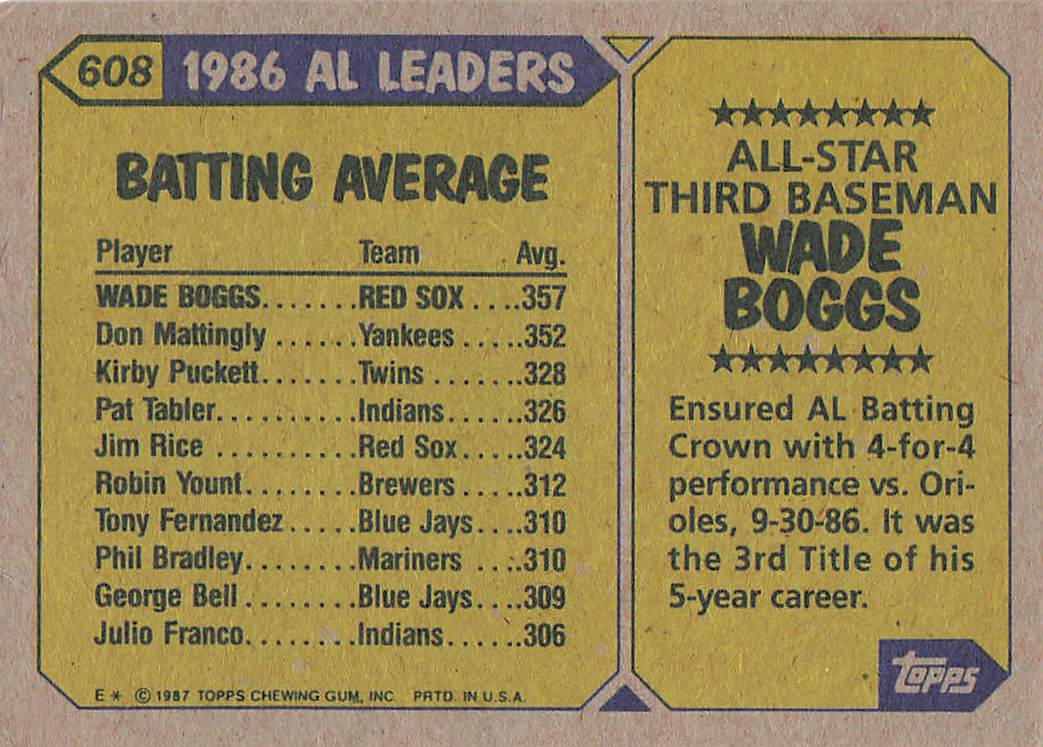 608 1986 AL LEADERS
BATTING AVERAGE
Player Team Avg.
WADE BOGGS.......RED SOX.....357
Don Mattingly.......Yankees......352
Kirby Puckett........Twins........328
Pat Tabler...........Indians.......326
Jim Rice...........Red Sox......324
Robin Yount.........Brewers......312
Tony Fernandez.....Blue Jays....310
Phil Bradley.........Mariners.....310
George Bell.........Blue Jays....309
Julio Franco.........Indians.......306
E* © 1987 TOPPS CHEWING GUM, INC. PRTD. IN U.S.A.
ALL-STAR
THIRD BASEMAN
WADE
BOGGS
Ensured AL Batting
Crown with 4-for-4
performance vs. Ori-
oles, 9-30-86. It was
the 3rd Title of his
5-year career.
topps